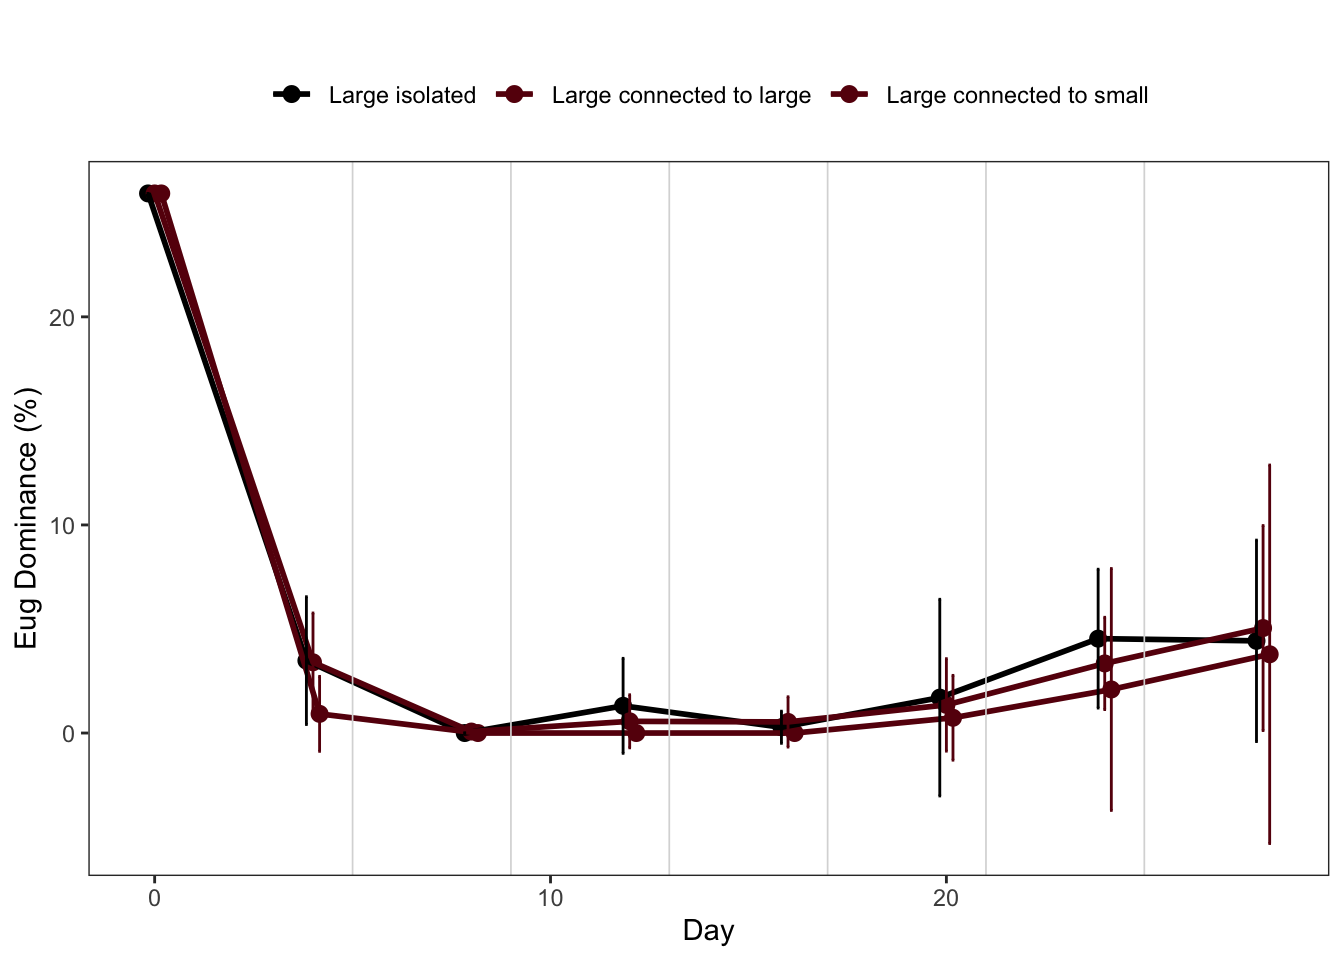 Large isolated Large connected to large Large connected to small
Eug Dominance (%)
20
10
0
0 10 20
Day